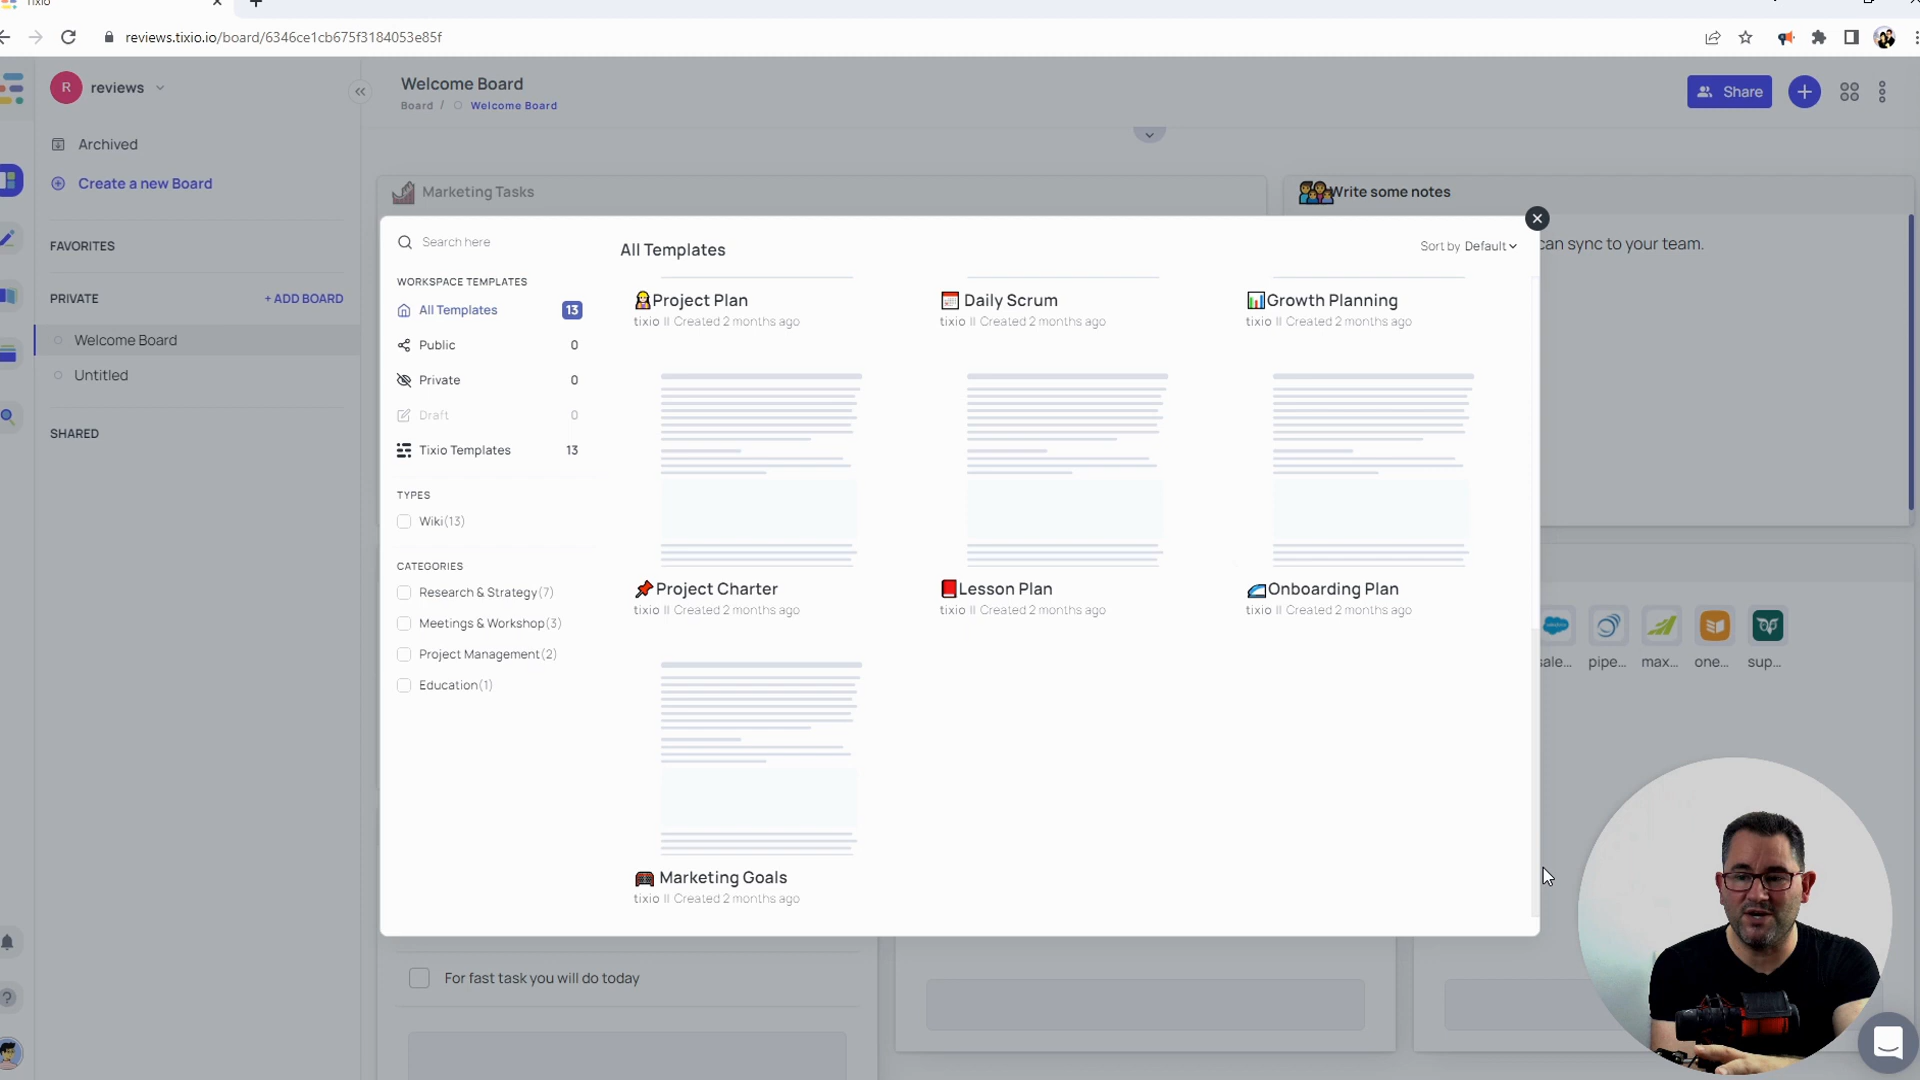 Tixio
reviews.tixio.io/board/6346ce1cb675f3184053e85f
R reviews
Welcome Board
Board / Welcome Board
Share
Archived
Create a new Board
FAVORITES
PRIVATE + ADD BOARD
Welcome Board
Untitled
SHARED
Marketing Tasks
Write some notes
can sync to your team.
Search here
WORKSPACE TEMPLATES
All Templates 13
Public 0
Private 0
Draft 0
Tixio Templates 13
TYPES
Wiki(13)
CATEGORIES
Research & Strategy(7)
Meetings & Workshop(3)
Project Management(2)
Education(1)
All Templates
Sort by Default
Project Plan
tixio || Created 2 months ago
Daily Scrum
tixio || Created 2 months ago
Growth Planning
tixio || Created 2 months ago
Project Charter
tixio || Created 2 months ago
Lesson Plan
tixio || Created 2 months ago
Onboarding Plan
tixio || Created 2 months ago
Marketing Goals
tixio || Created 2 months ago
sale... pipe... max... one... sup...
For fast task you will do today